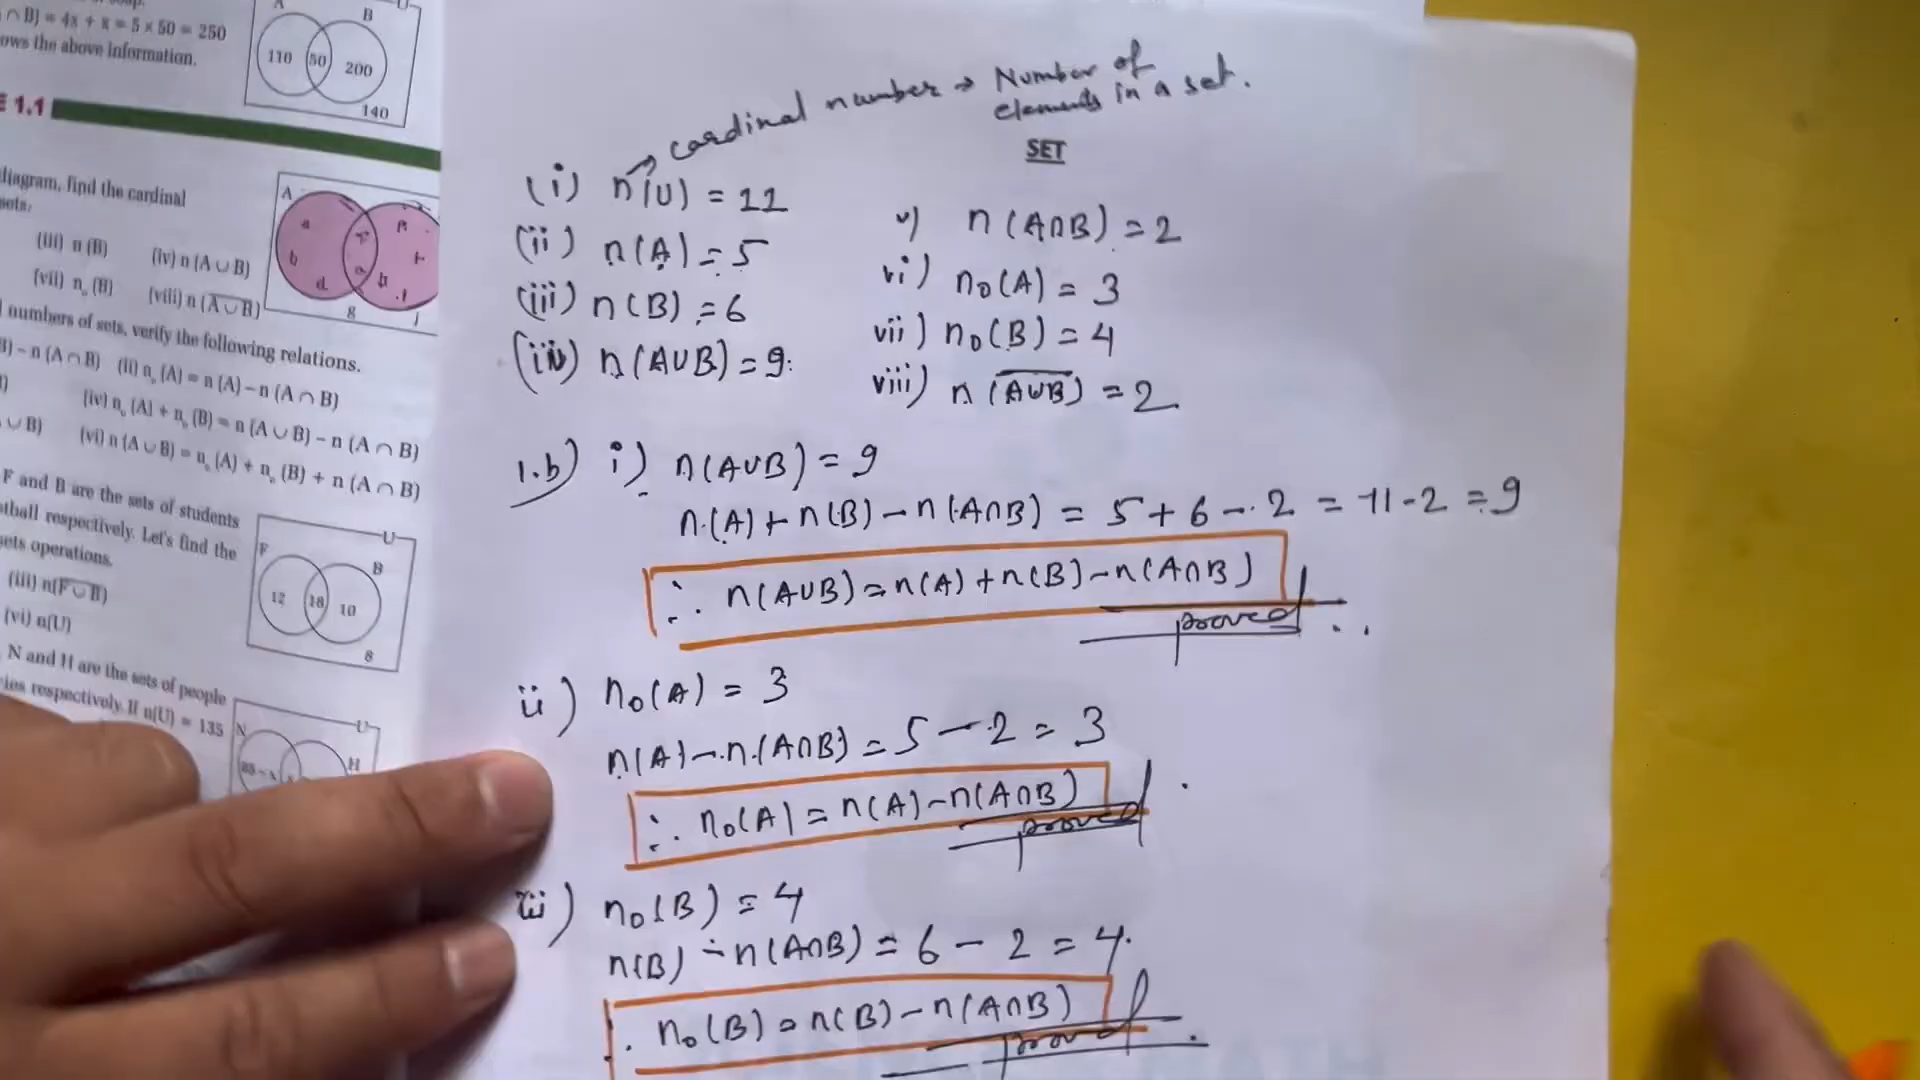 ∩ B) = 4x + x = 5 × 50 = 250
ows the above information.
A B U
110 50 200
140
E 1.1
diagram, find the cardinal
sets:
(iii) n (B) (iv) n (A ∪ B)
(vii) n₀ (B) (viii) n (A̅ ̅∪̅ ̅B̅)
A
a
b
d
8
numbers of sets, verify the following relations.
B) − n (A ∩ B) (ii) n₀ (A) = n (A) − n (A ∩ B)
(iv) n₀ (A) + n₀ (B) = n (A ∪ B) − n (A ∩ B)
∪ B) (vi) n (A ∪ B) = n₀ (A) + n₀ (B) + n (A ∩ B)
F and B are the sets of students
otball respectively. Let's find the
sets operations.
(iii) n(F̅ ̅∪̅ ̅B̅)
(vi) n(U)
F B U
12 18 10
8
N and H are the sets of people
ries respectively. If n(U) = 135
N H U
cardinal number → Number of
elements in a set.
SET
(i) n(U) = 11
(ii) n(A) = 5
(iii) n(B) = 6
(iv) n(A∪B) = 9.
v) n(A∩B) = 2
vi) n₀(A) = 3
vii) n₀(B) = 4
viii) n(A̅∪̅B̅) = 2
1.b) i) n(A∪B) = 9
n(A) + n(B) − n(A∩B) = 5 + 6 − 2 = 11 − 2 = 9
∴ n(A∪B) = n(A) + n(B) − n(A∩B)
proved
ii) n₀(A) = 3
n(A) − n(A∩B) = 5 − 2 = 3
∴ n₀(A) = n(A) − n(A∩B)
proved
iii) n₀(B) = 4
n(B) − n(A∩B) = 6 − 2 = 4.
∴ n₀(B) = n(B) − n(A∩B)
proved